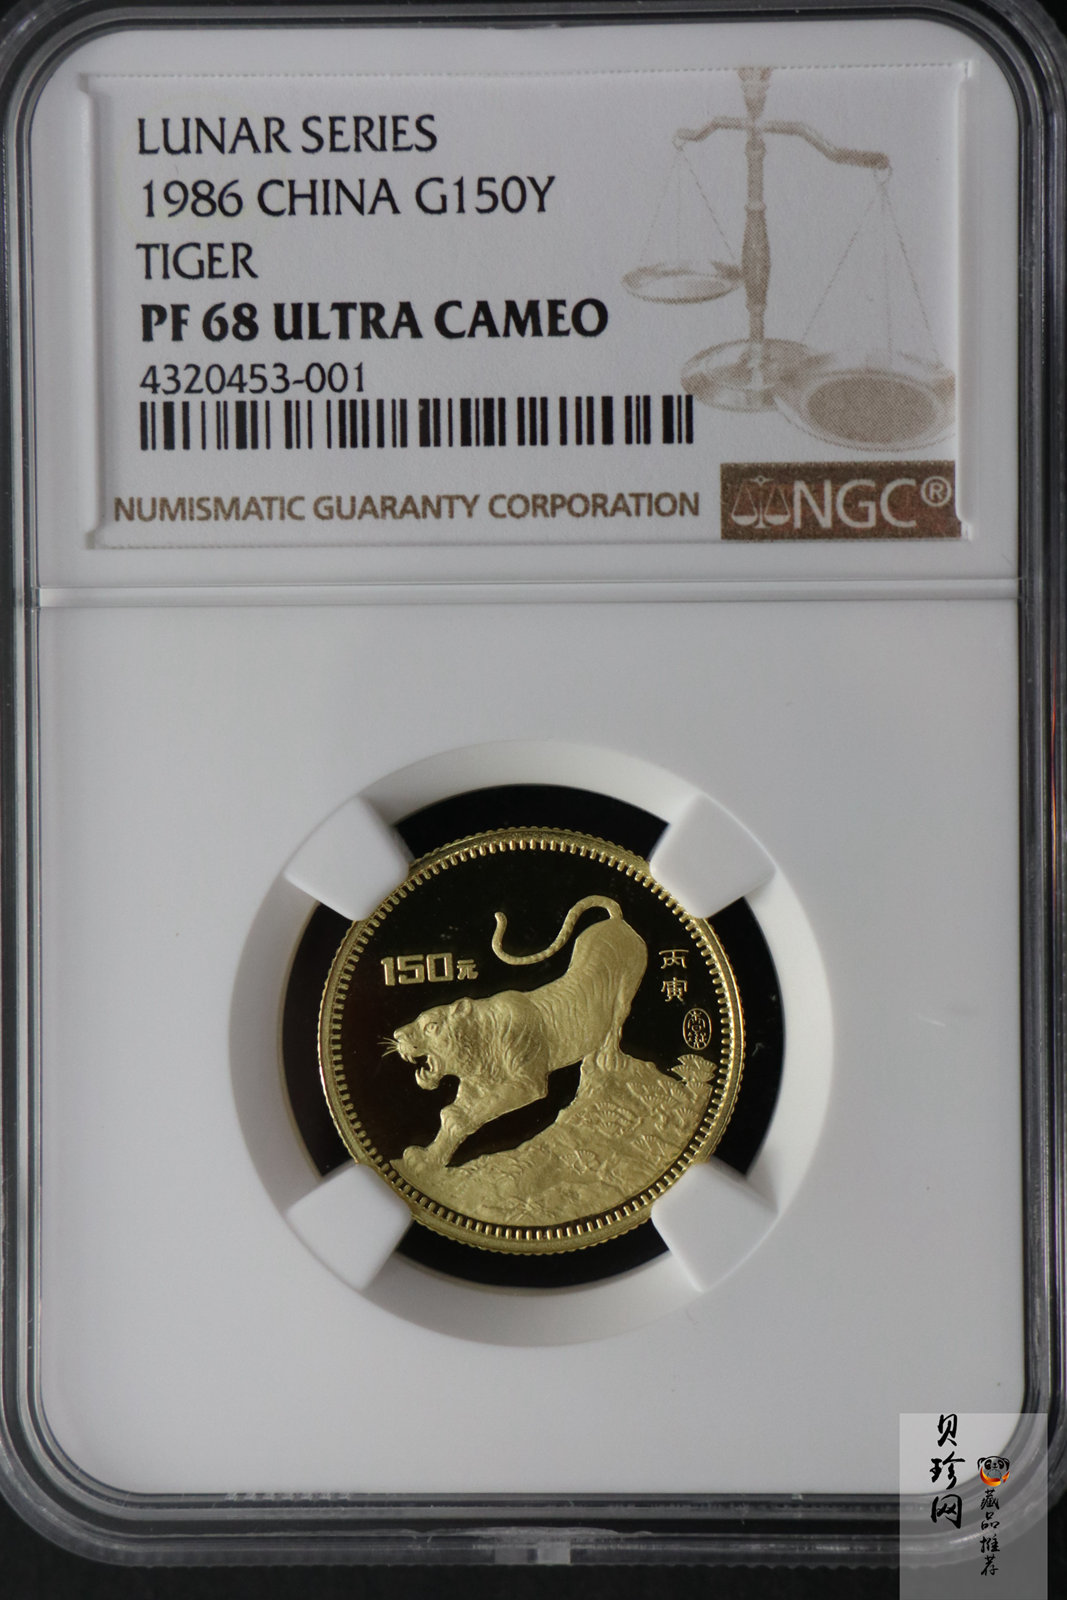 LUNAR SERIES
1986 CHINA G150Y
TIGER
PF 68 ULTRA CAMEO
4320453-001
NUMISMATIC GUARANTY CORPORATION
NGC®
150元
丙寅
贝珍网
藏品推荐